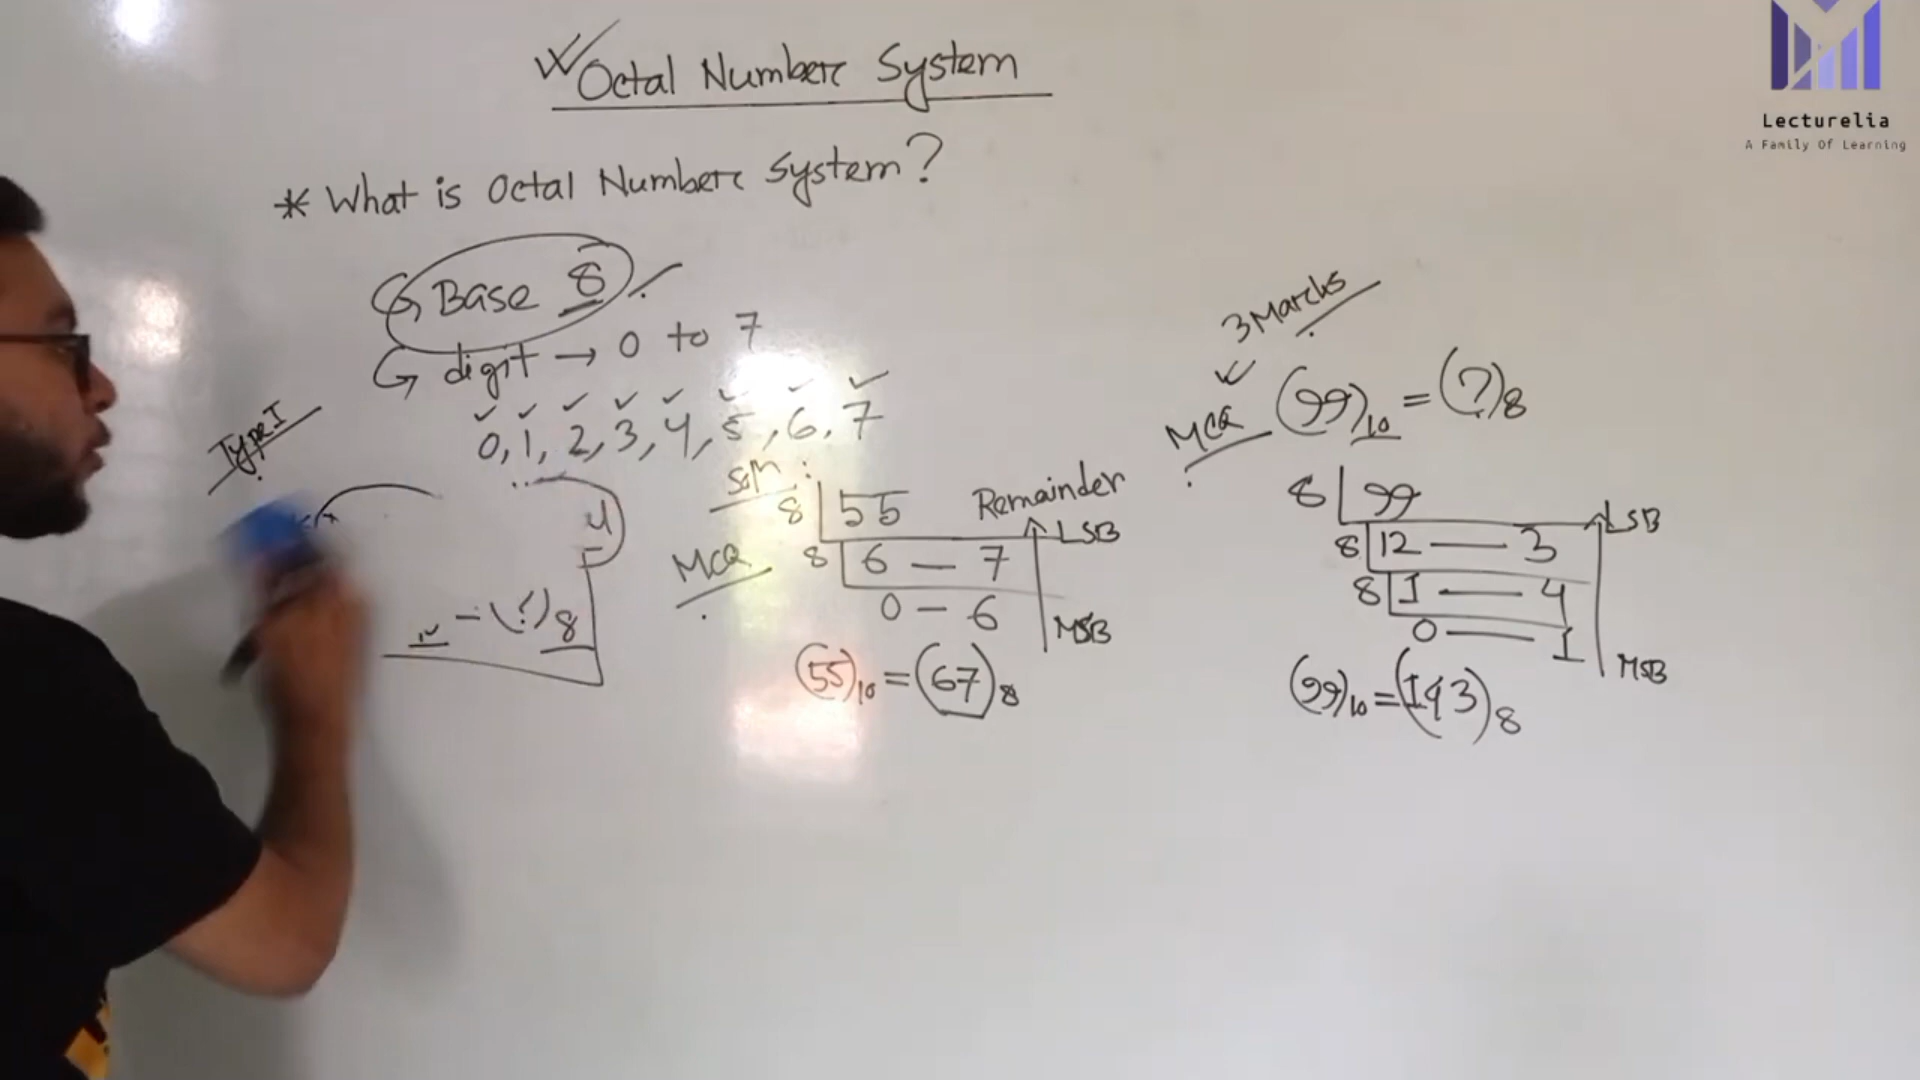 Octal Number System
* What is Octal Number System?
Base 8
digit → 0 to 7
0, 1, 2, 3, 4, 5, 6, 7
Type I
4
= (?)8
Solⁿ:
8 55 Remainder
LSB
8 6 — 7
0 — 6
MSB
MCQ
(55)10 = (67)8
3 Marks
MCQ (99)10 = (?)8
8 99
LSB
8 12 — 3
8 1 — 4
0 — 1
MSB
(99)10 = (143)8
Lecturelia
A Family Of Learning